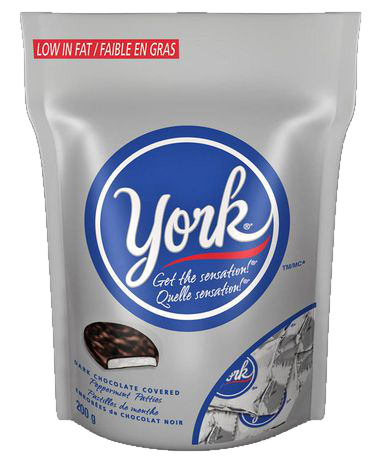 LOW IN FAT / FAIBLE EN GRAS
York®*
Get the sensation!
Quelle sensation!
TM/MC*
DARK CHOCOLATE COVERED
Peppermint Patties
Pastilles de menthe
ENROBÉES de CHOCOLAT NOIR
200 g
York